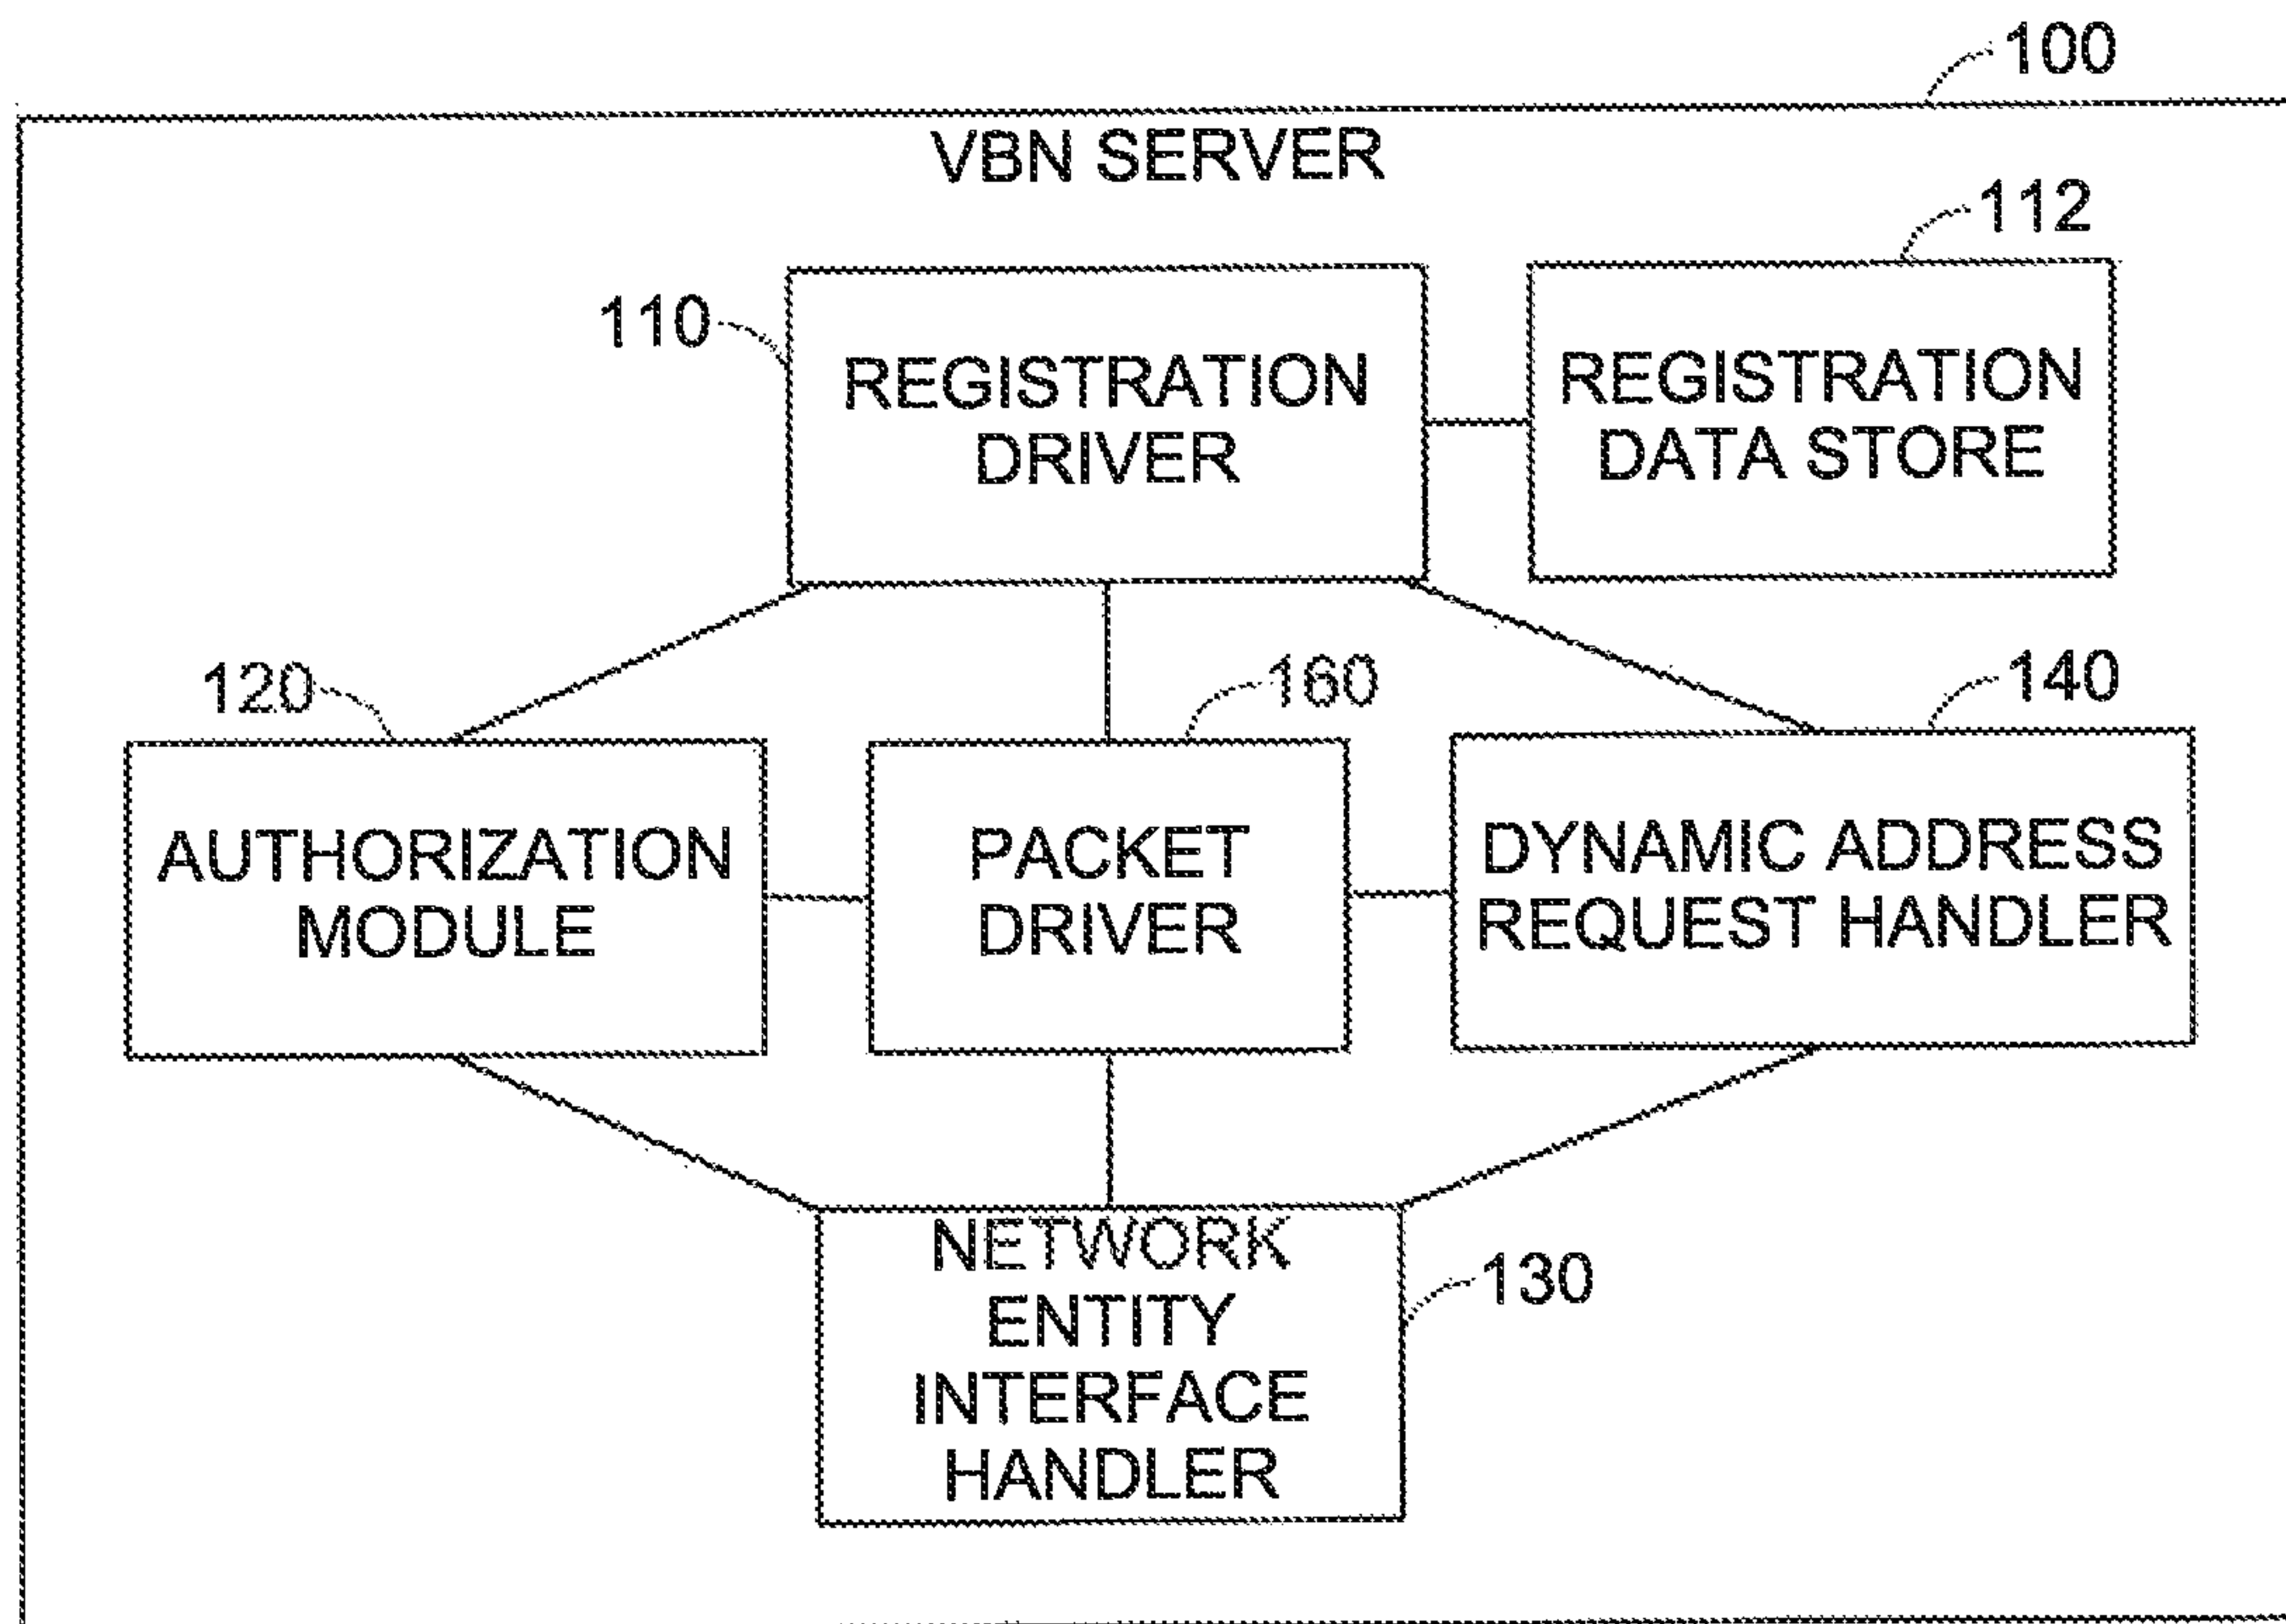 100
VBN SERVER
112
110
REGISTRATION
DRIVER
REGISTRATION
DATA STORE
120
160
140
AUTHORIZATION
MODULE
PACKET
DRIVER
DYNAMIC ADDRESS
REQUEST HANDLER
NETWORK
ENTITY
INTERFACE
HANDLER
130